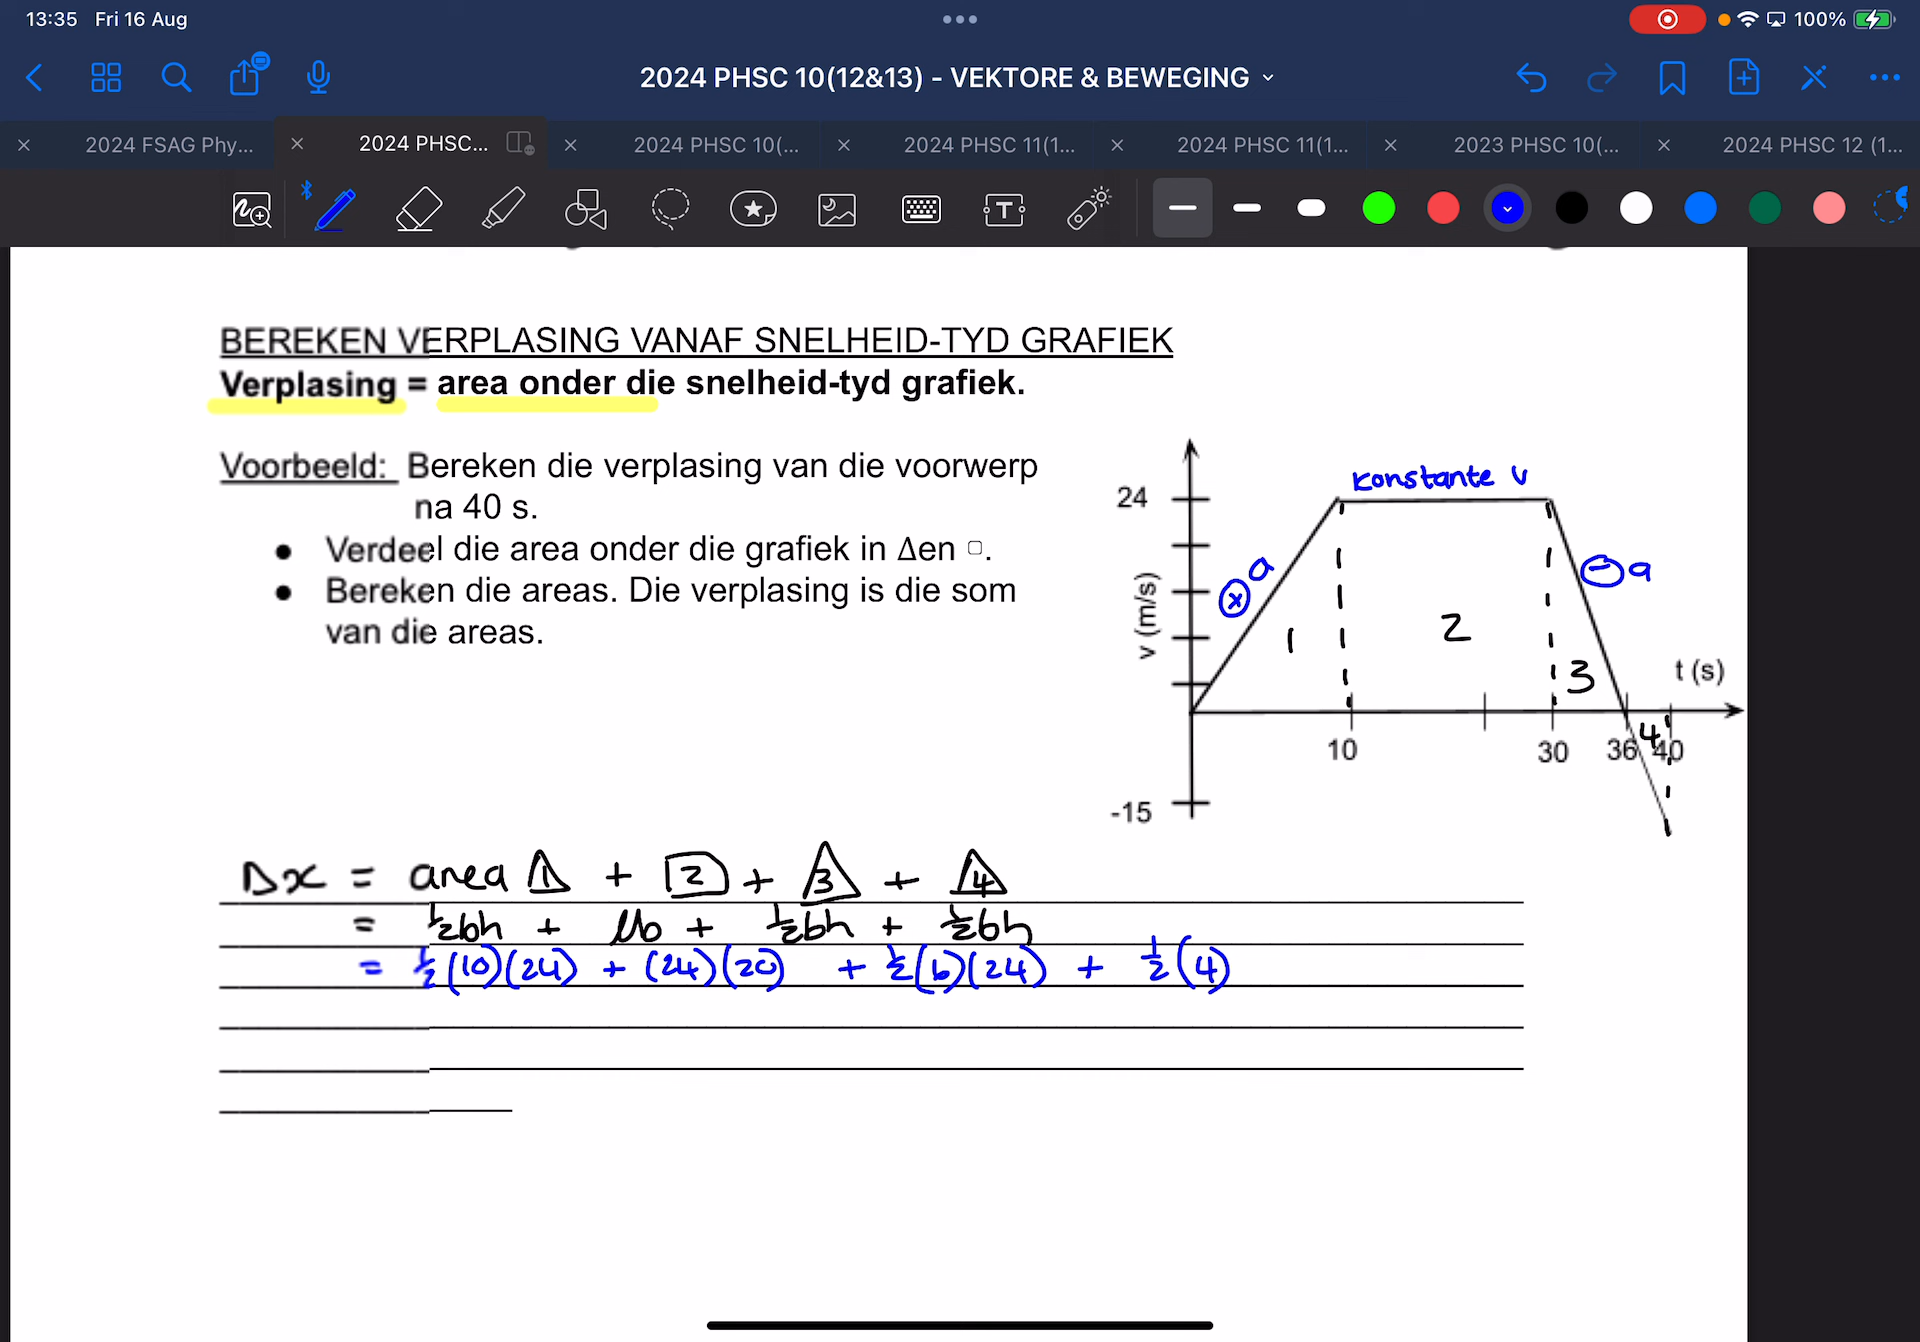 13:35 Fri 16 Aug
100%
2024 PHSC 10(12&13) - VEKTORE & BEWEGING
2024 FSAG Phy...
2024 PHSC...
2024 PHSC 10(...
2024 PHSC 11(1...
2024 PHSC 11(1...
2023 PHSC 10(...
2024 PHSC 12 (1...
BEREKEN VERPLASING VANAF SNELHEID-TYD GRAFIEK
Verplasing = area onder die snelheid-tyd grafiek.
Voorbeeld: Bereken die verplasing van die voorwerp
na 40 s.
● Verdeel die area onder die grafiek in Δen □.
● Bereken die areas. Die verplasing is die som
van die areas.
konstante v
24
+ a
- a
v (m/s)
1
2
3
4
t (s)
10
30
36
40
-15
Δx = area 1 + 2 + 3 + 4
= ½bh + lb + ½bh + ½bh
= ½(10)(24) + (24)(20) + ½(6)(24) + ½(4)